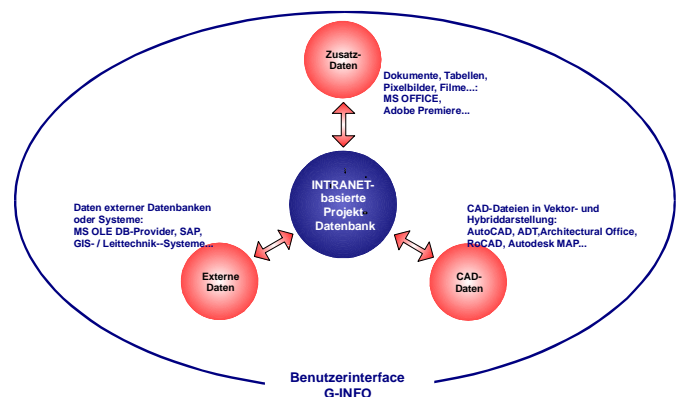 Zusatz-
Daten
Dokumente, Tabellen,
Pixelbilder, Filme...:
MS OFFICE,
Adobe Premiere...
INTRANET-
basierte
Projekt
Datenbank
Daten externer Datenbanken
oder Systeme:
MS OLE DB-Provider, SAP,
GIS- / Leittechnik--Systeme...
CAD-Dateien in Vektor- und
Hybriddarstellung:
AutoCAD, ADT,Architectural Office,
RoCAD, Autodesk MAP...
Externe
Daten
CAD-
Daten
Benutzerinterface
G-INFO